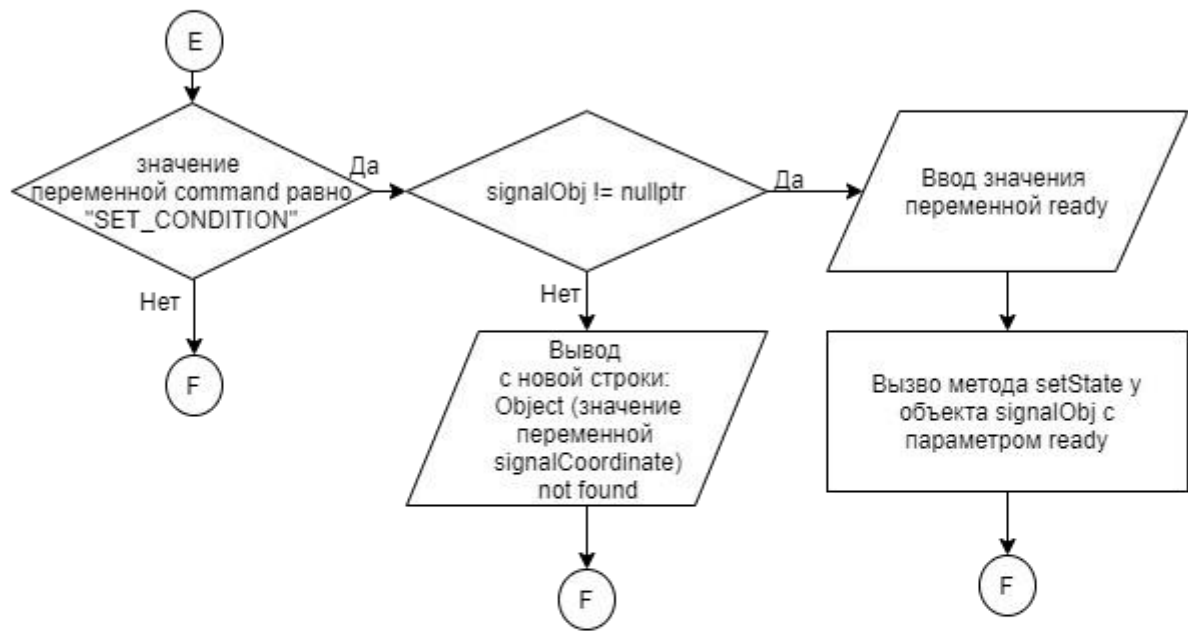 E
значение
переменной command равно
"SET_CONDITION"
Да
Нет
F
signalObj != nullptr
Да
Нет
Вывод
с новой строки:
Object (значение
переменной
signalCoordinate)
not found
F
Ввод значения
переменной ready
Вызво метода setState у
объекта signalObj с
параметром ready
F